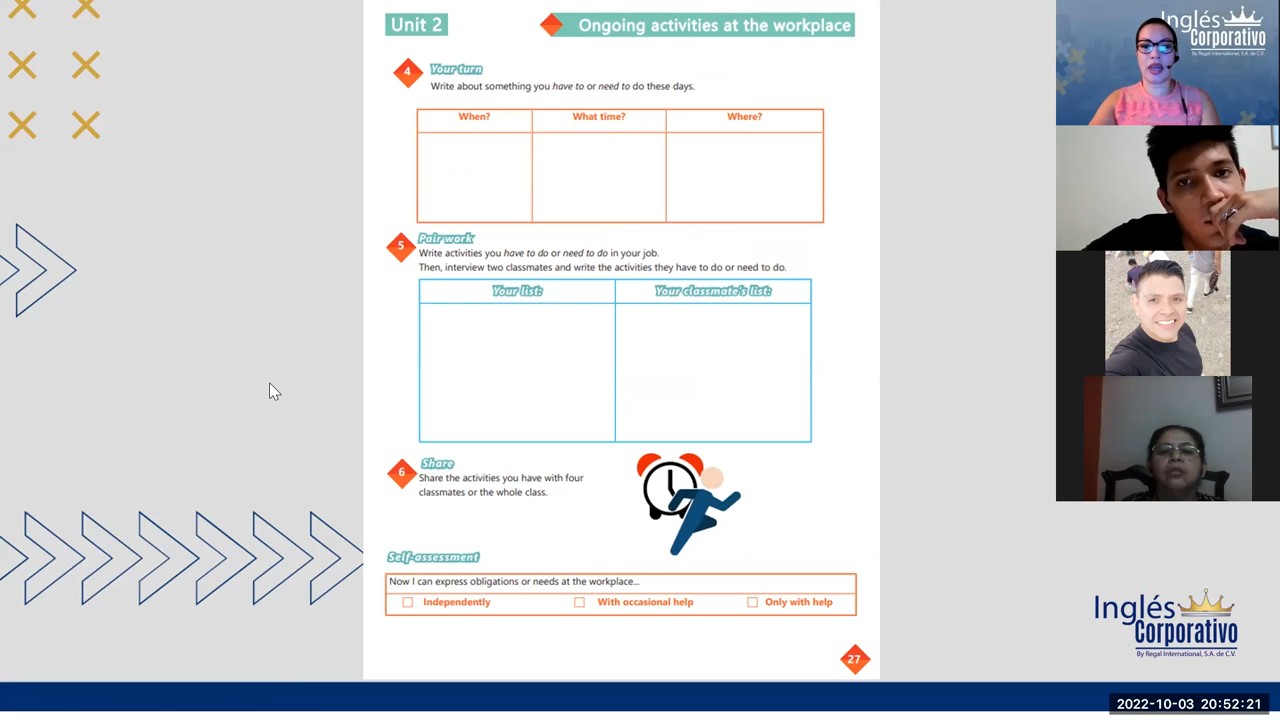 Unit 2
Ongoing activities at the workplace
4
Your turn
Write about something you have to or need to do these days.
When?
What time?
Where?
5
Pair work
Write activities you have to do or need to do in your job.
Then, interview two classmates and write the activities they have to do or need to do.
Your list:
Your classmate's list:
6
Share
Share the activities you have with four
classmates or the whole class.
Self-assessment
Now I can express obligations or needs at the workplace...
Independently
With occasional help
Only with help
27
Inglés
Corporativo
By Regal International, S.A. de C.V.
Inglés
Corporativo
By Regal International, S.A. de C.V.
2022-10-03 20:52:21